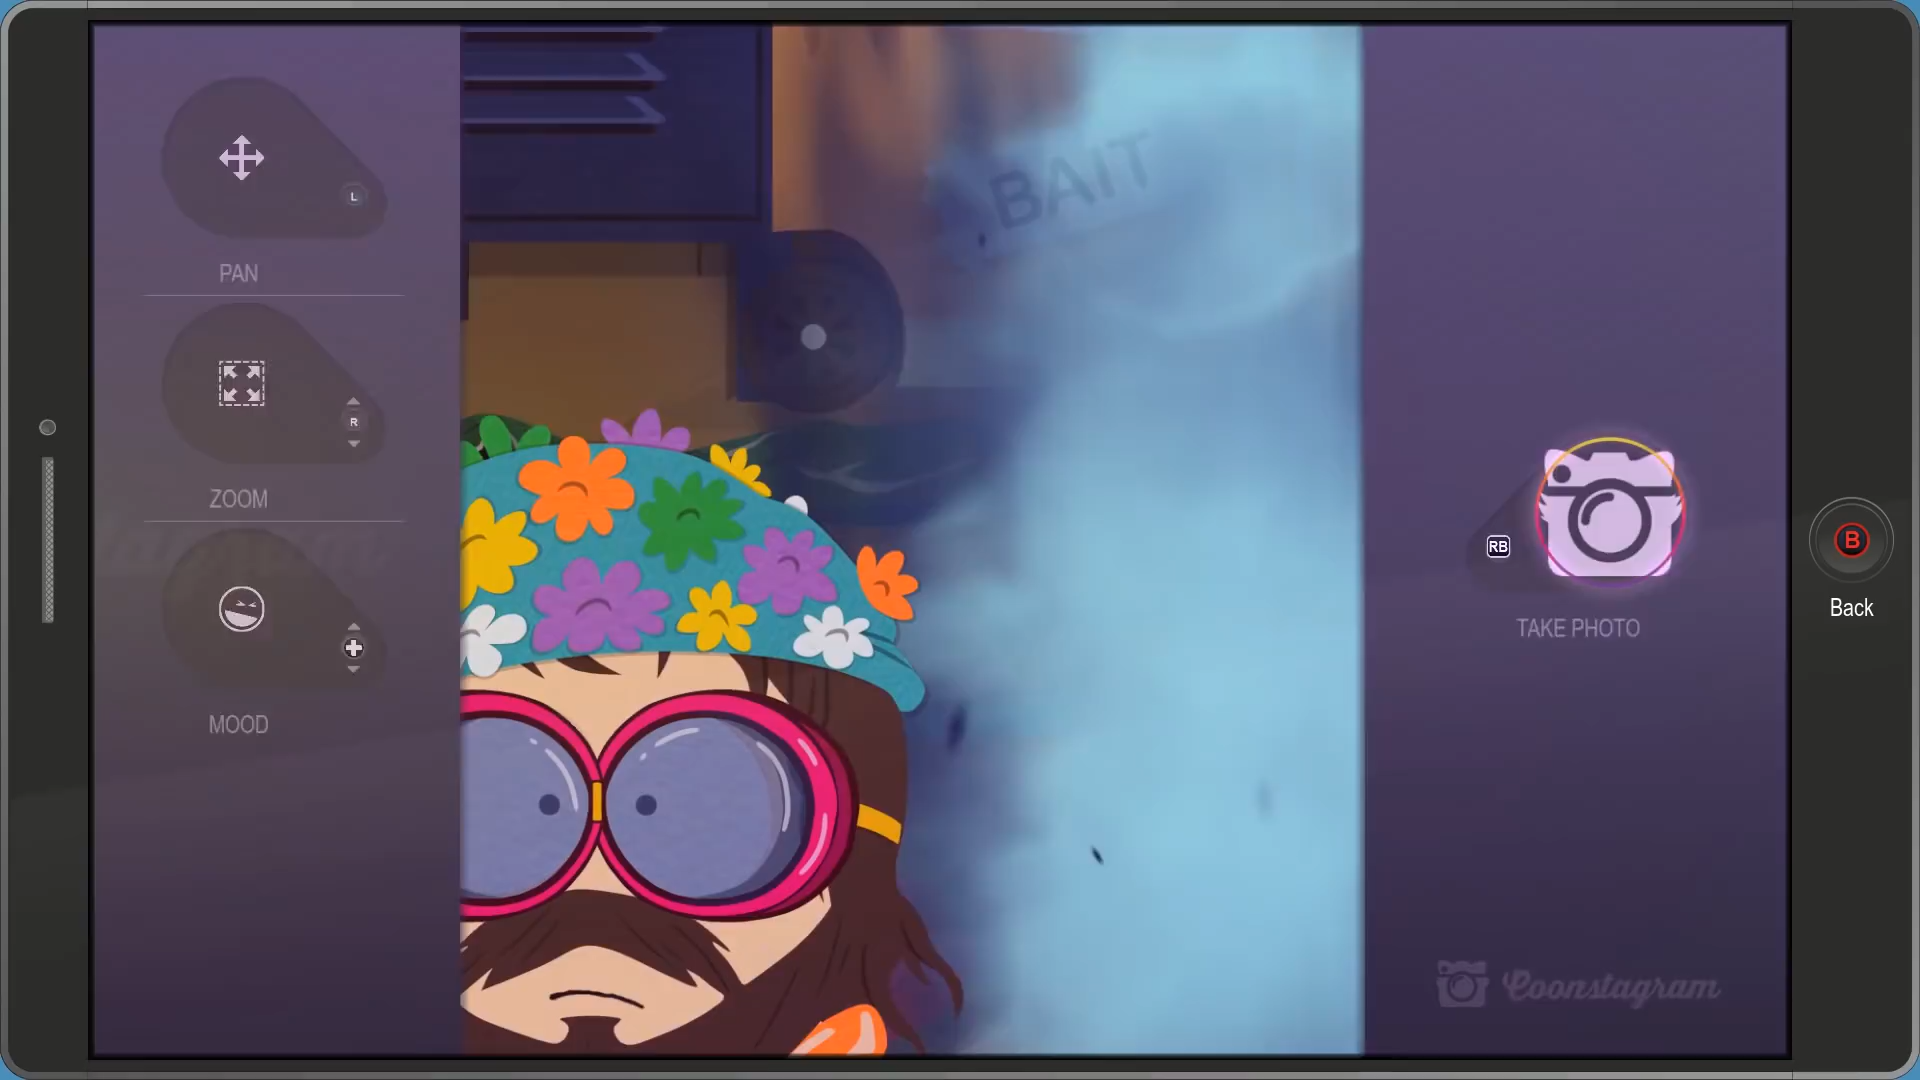 BAIT
L
PAN
R
ZOOM
MOOD
RB
TAKE PHOTO
B
Back
Coonstagram